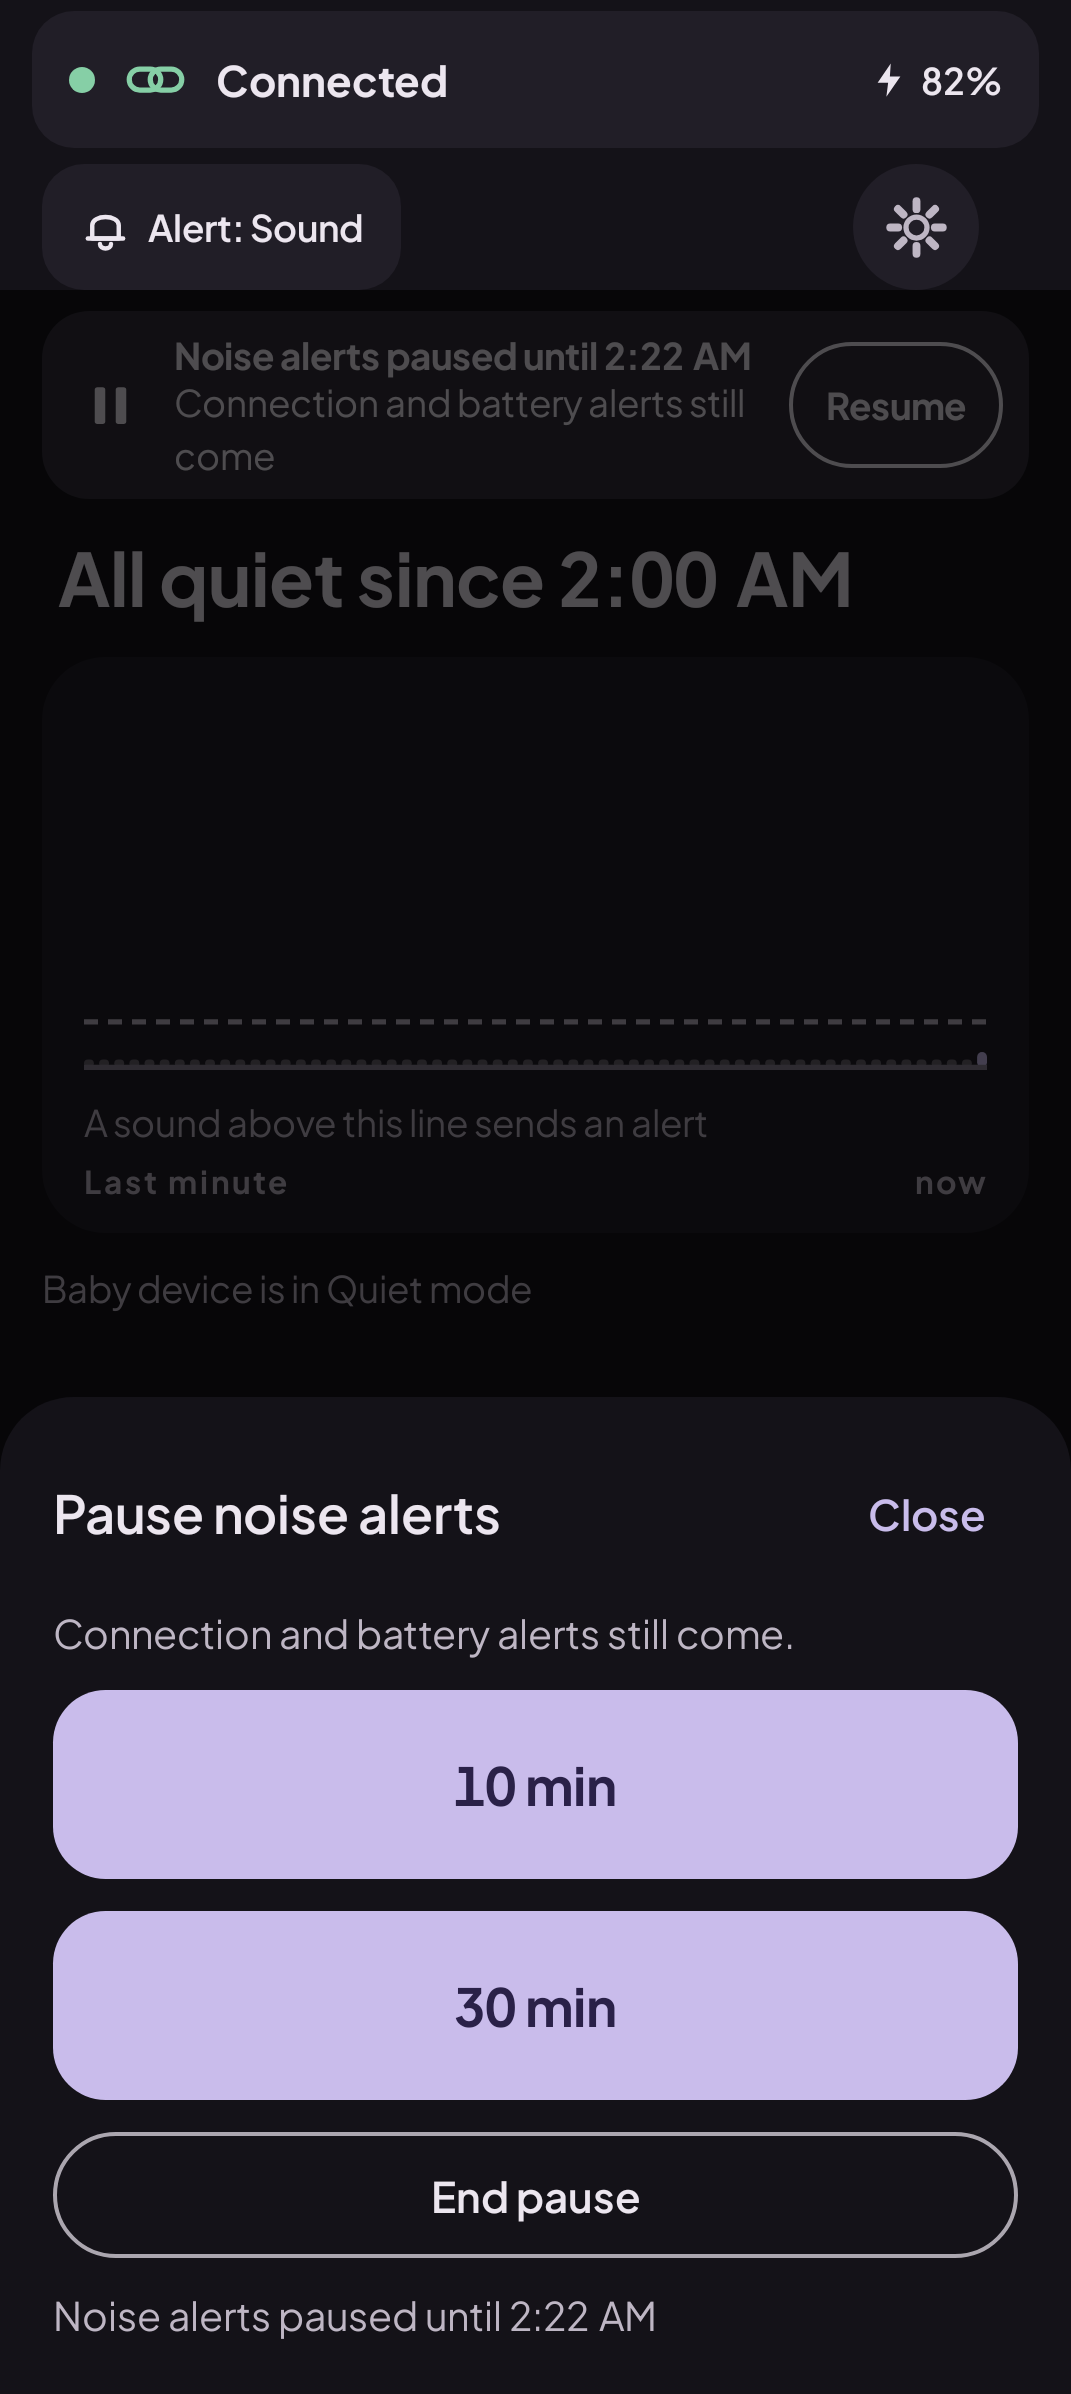 Connected
82%
Alert: Sound
Noise alerts paused until 2:22 AM
Connection and battery alerts still
come
Resume
All quiet since 2:00 AM
A sound above this line sends an alert
Last minute
now
Baby device is in Quiet mode
Pause noise alerts
Close
Connection and battery alerts still come.
10 min
30 min
End pause
Noise alerts paused until 2:22 AM